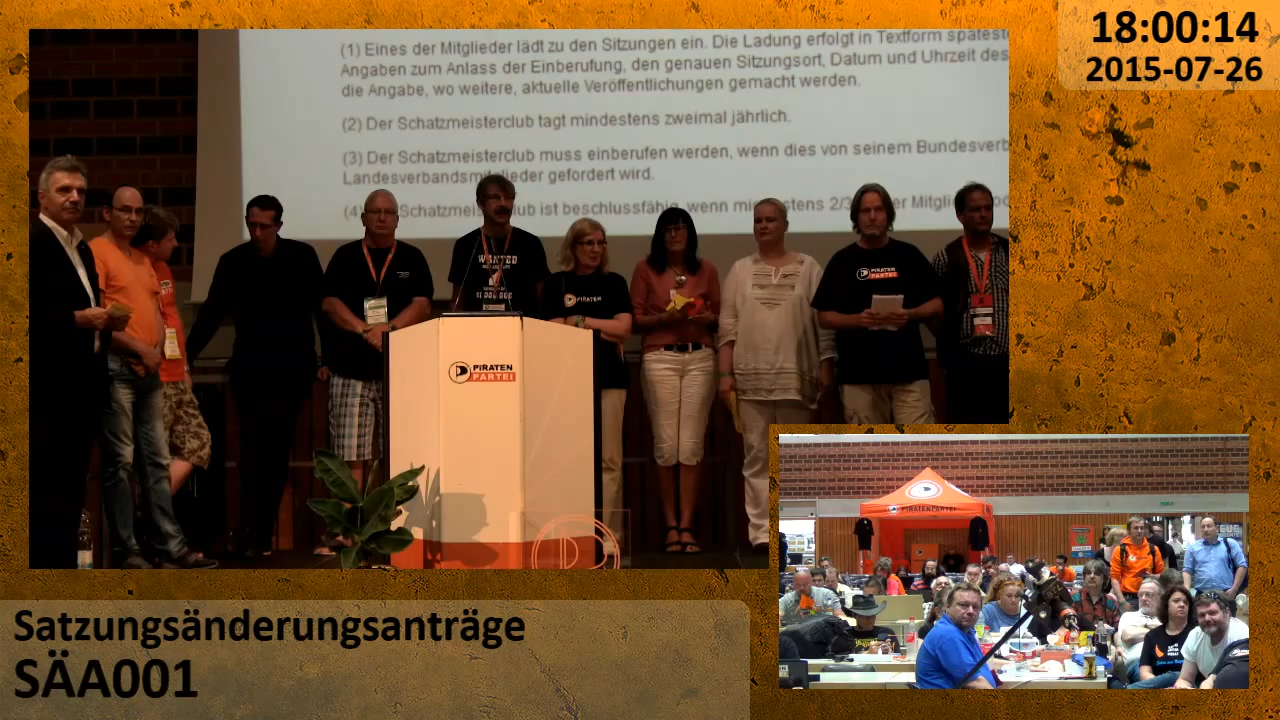 18:00:14
2015-07-26
(1) Eines der Mitglieder lädt zu den Sitzungen ein. Die Ladung erfolgt in Textform spätest
Angaben zum Anlass der Einberufung, den genauen Sitzungsort, Datum und Uhrzeit des
die Angabe, wo weitere, aktuelle Veröffentlichungen gemacht werden.
(2) Der Schatzmeisterclub tagt mindestens zweimal jährlich.
(3) Der Schatzmeisterclub muss einberufen werden, wenn dies von seinem Bundesverb
Landesverbandsmitglieder gefordert wird.
(4) ist beschlussfähig, wenn 2/3
WANTED
PIRATEN
PIRATEN
PARTEI
PIRATEN
PARTEI
PIRATENPARTEI
Satzungsänderungsanträge
SÄA001